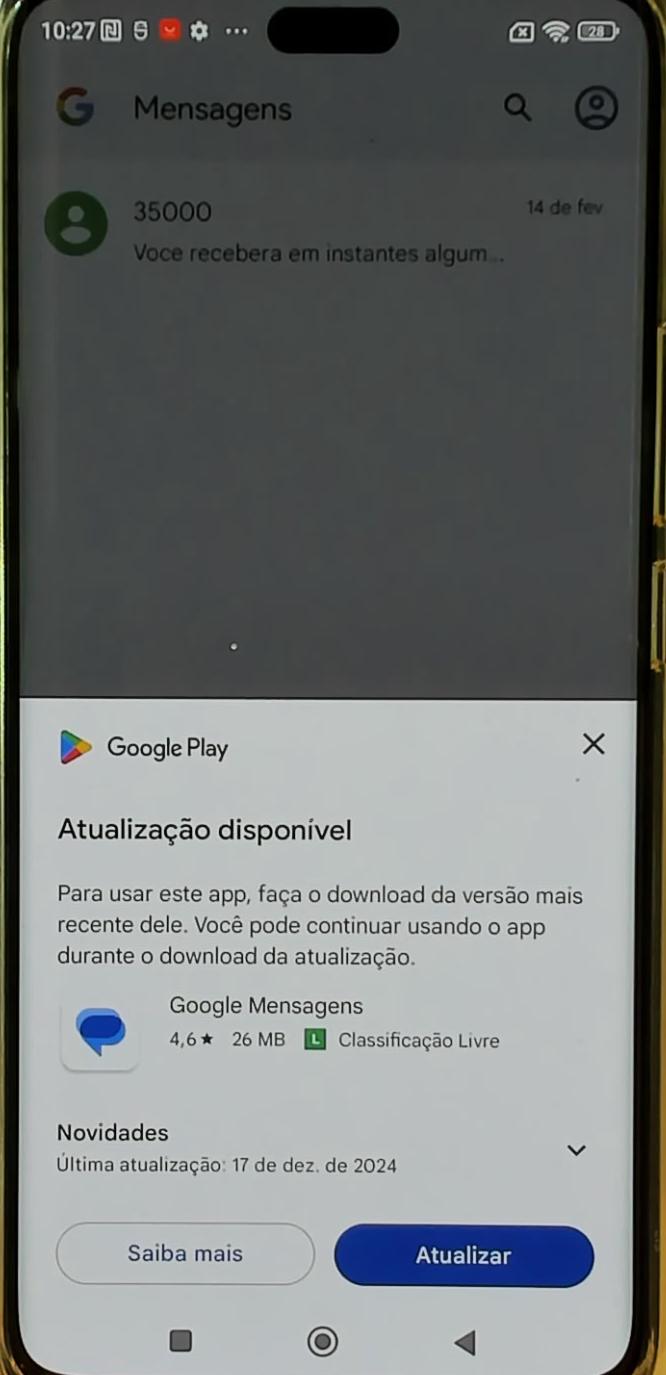 10:27
28
Mensagens
35000
14 de fev
Voce recebera em instantes algum...
Google Play
Atualização disponível
Para usar este app, faça o download da versão mais
recente dele. Você pode continuar usando o app
durante o download da atualização.
Google Mensagens
4,6★ 26 MB L Classificação Livre
Novidades
Última atualização: 17 de dez. de 2024
Saiba mais
Atualizar